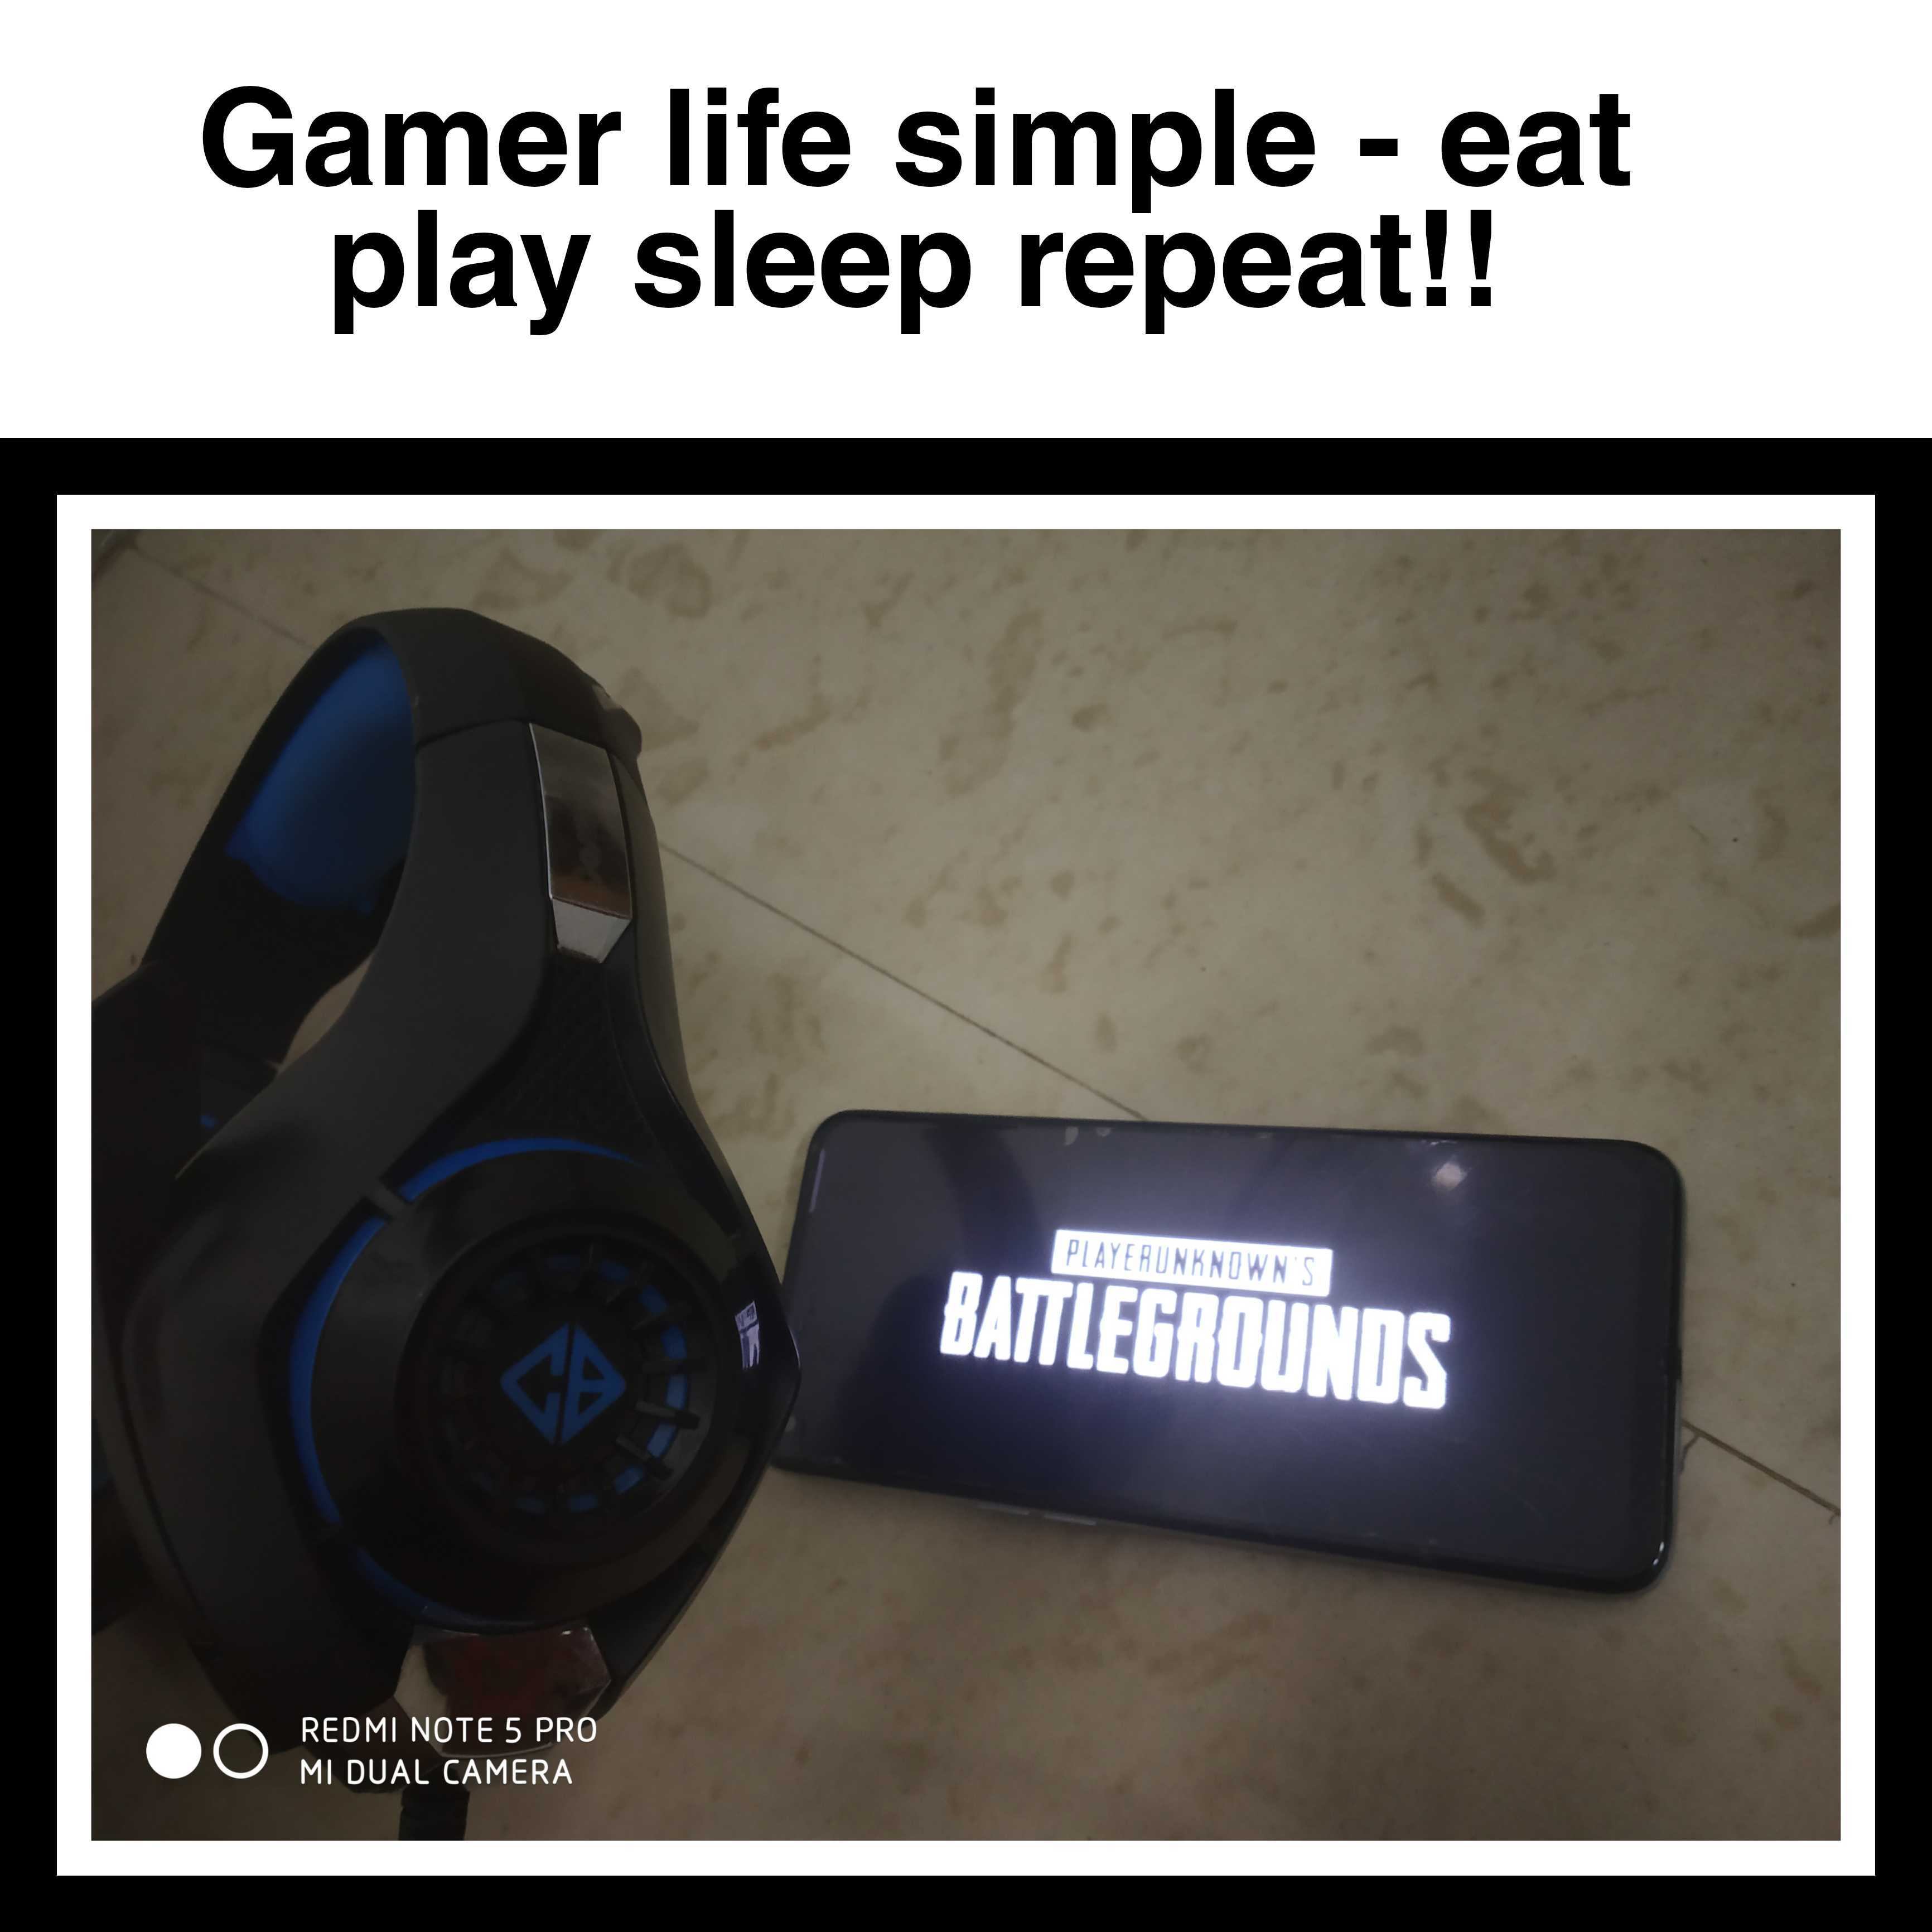 Gamer life simple - eat
play sleep repeat!!
PLAYERUNKNOWN'S
BATTLEGROUNDS
CB
REDMI NOTE 5 PRO
MI DUAL CAMERA